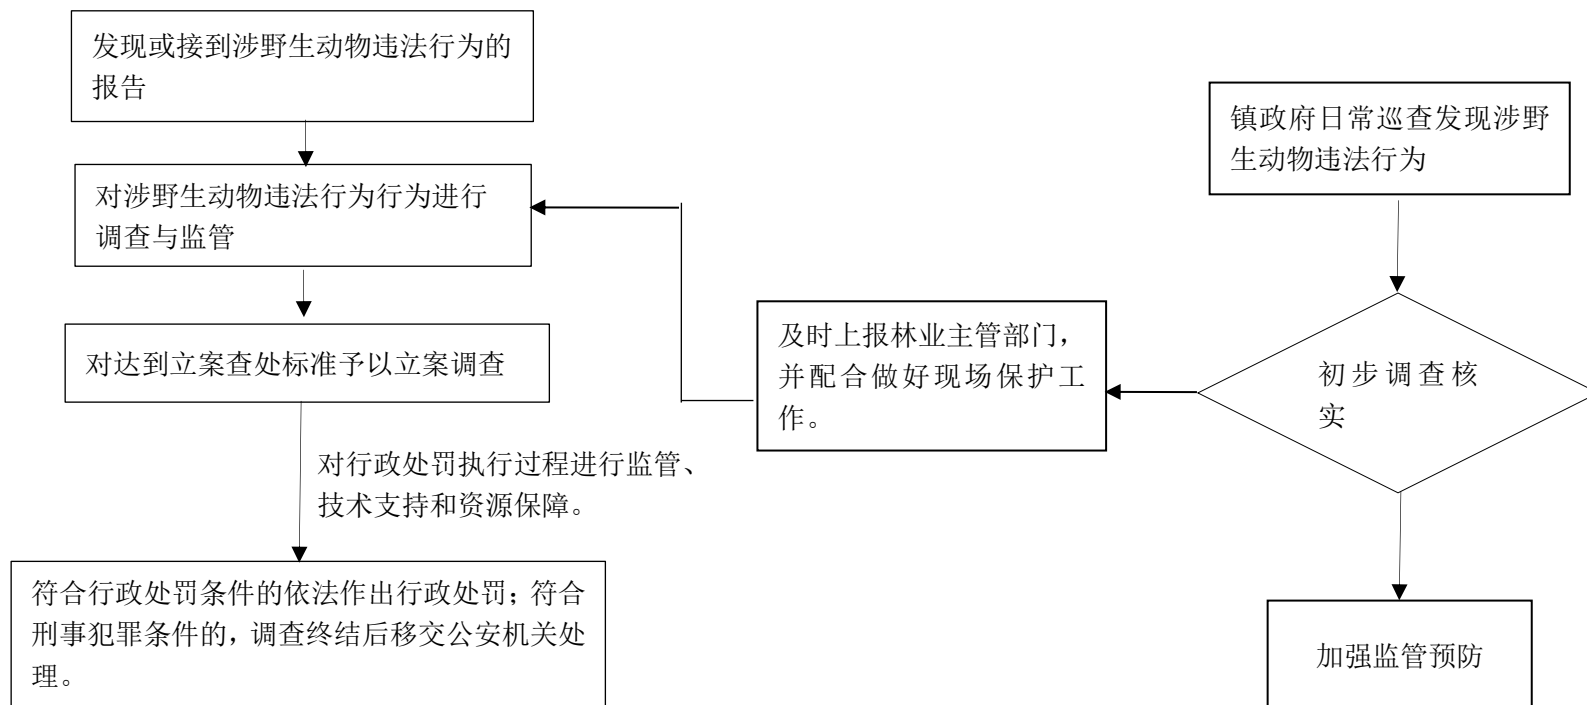 发现或接到涉野生动物违法行为的
报告
对涉野生动物违法行为行为进行
调查与监管
对达到立案查处标准予以立案调查
对行政处罚执行过程进行监管、
技术支持和资源保障。
符合行政处罚条件的依法作出行政处罚；符合
刑事犯罪条件的，调查终结后移交公安机关处
理。
及时上报林业主管部门，
并配合做好现场保护工
作。
镇政府日常巡查发现涉野
生动物违法行为
初步调查核
实
加强监管预防